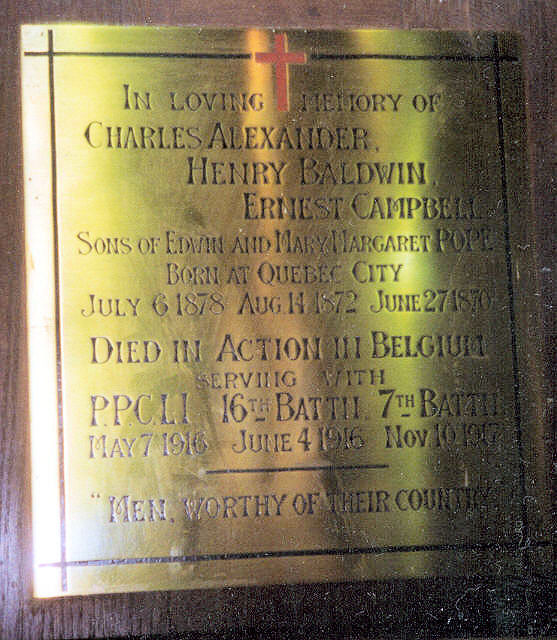 In loving memory of
Charles Alexander,
Henry Baldwin,
Ernest Campbell
Sons of Edwin and Mary Margaret Pope
Born at Quebec City
July 6 1878 Aug. 14 1872 June 27 1870
Died in Action in Belgium
serving with
P.P.C.L.I 16th Battn. 7th Battn
May 7 1916 June 4 1916 Nov. 10 1917
"Men, worthy of their country."